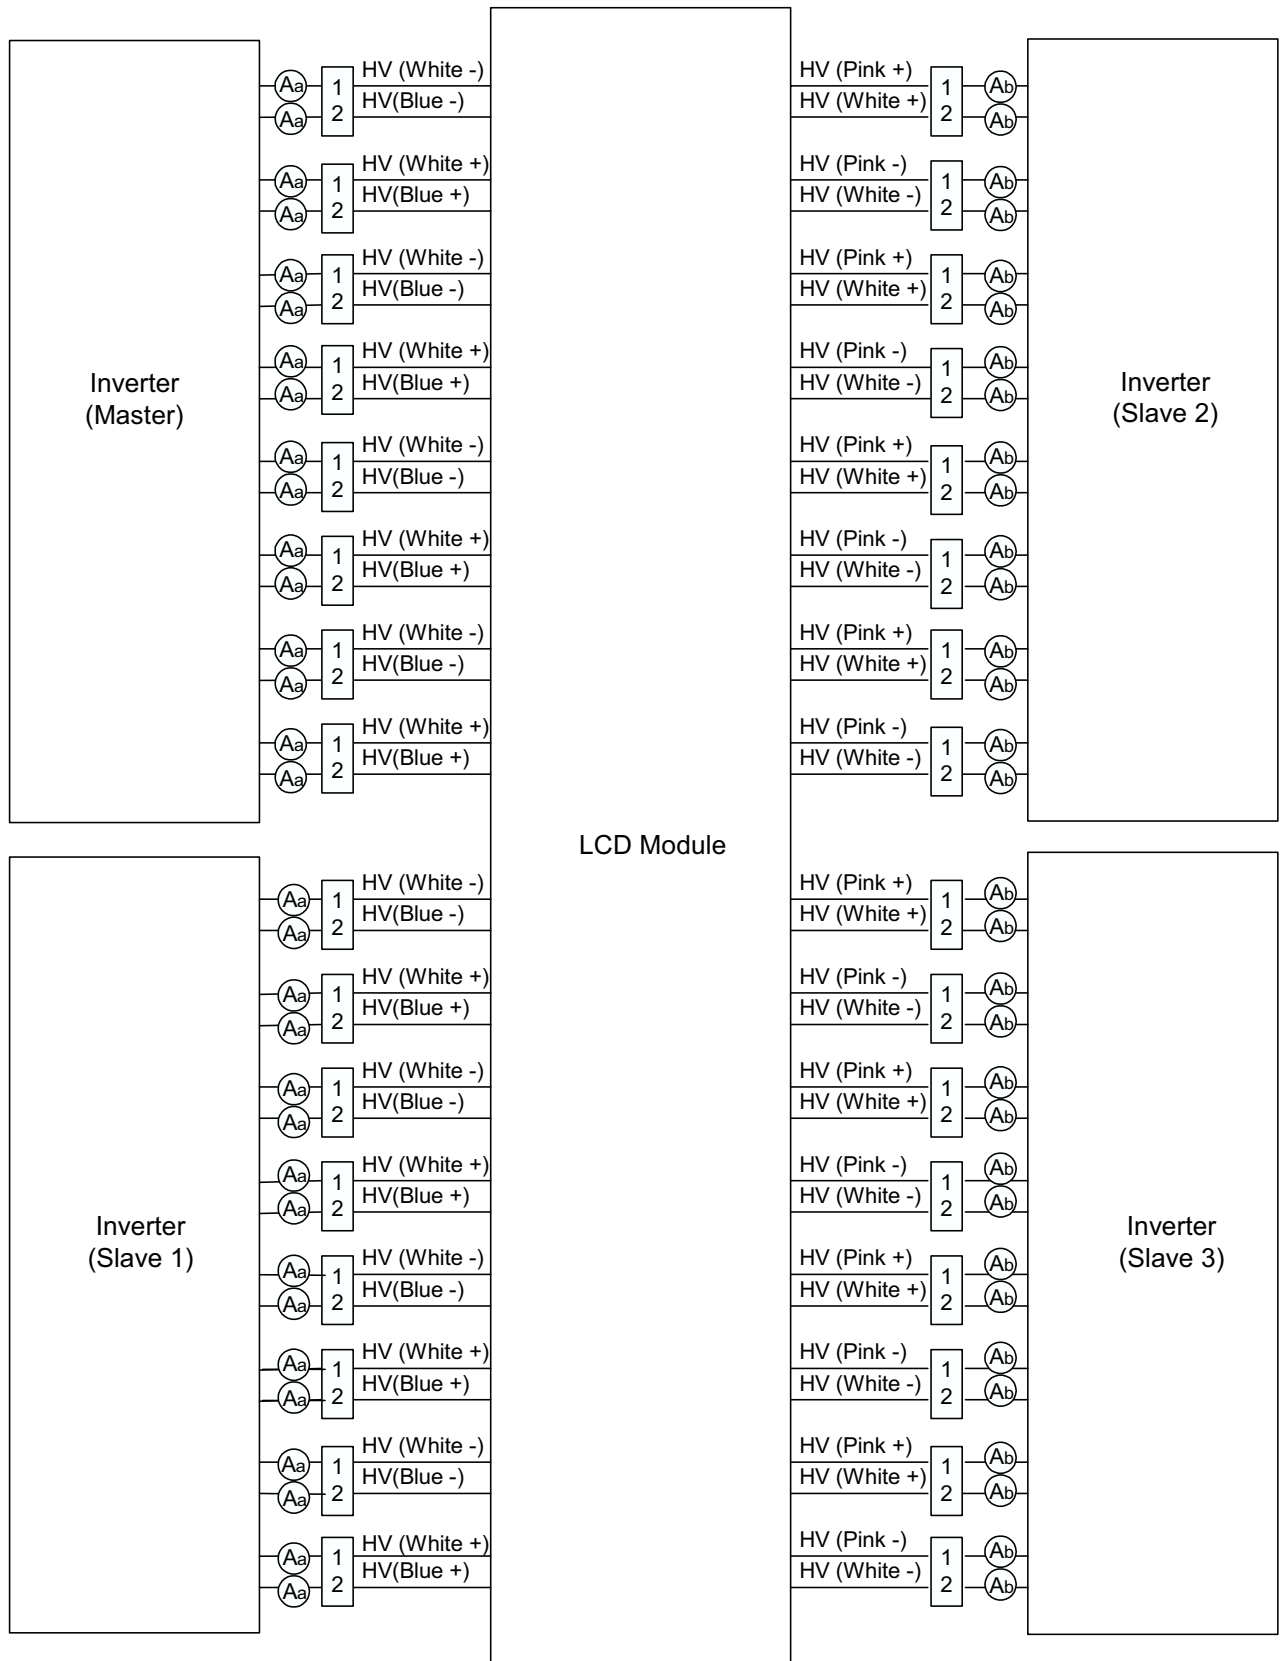 HV (White -)
Aa 1
HV(Blue -)
Aa 2
HV (White +)
Aa 1
HV(Blue +)
Aa 2
HV (White -)
Aa 1
HV(Blue -)
Aa 2
HV (White +)
Aa 1
HV(Blue +)
Aa 2
Inverter
(Master)
HV (White -)
Aa 1
HV(Blue -)
Aa 2
HV (White +)
Aa 1
HV(Blue +)
Aa 2
HV (White -)
Aa 1
HV(Blue -)
Aa 2
HV (White +)
Aa 1
HV(Blue +)
Aa 2
HV (Pink +)
1 Ab
HV (White +)
2 Ab
HV (Pink -)
1 Ab
HV (White -)
2 Ab
HV (Pink +)
1 Ab
HV (White +)
2 Ab
HV (Pink -)
1 Ab
HV (White -)
2 Ab
Inverter
(Slave 2)
HV (Pink +)
1 Ab
HV (White +)
2 Ab
HV (Pink -)
1 Ab
HV (White -)
2 Ab
HV (Pink +)
1 Ab
HV (White +)
2 Ab
HV (Pink -)
1 Ab
HV (White -)
2 Ab
LCD Module
HV (White -)
Aa 1
HV(Blue -)
Aa 2
HV (White +)
Aa 1
HV(Blue +)
Aa 2
HV (White -)
Aa 1
HV(Blue -)
Aa 2
HV (White +)
Aa 1
HV(Blue +)
Aa 2
Inverter
(Slave 1)
HV (White -)
Aa 1
HV(Blue -)
Aa 2
HV (White +)
Aa 1
HV(Blue +)
Aa 2
HV (White -)
Aa 1
HV(Blue -)
Aa 2
HV (White +)
Aa 1
HV(Blue +)
Aa 2
HV (Pink +)
1 Ab
HV (White +)
2 Ab
HV (Pink -)
1 Ab
HV (White -)
2 Ab
HV (Pink +)
1 Ab
HV (White +)
2 Ab
HV (Pink -)
1 Ab
HV (White -)
2 Ab
Inverter
(Slave 3)
HV (Pink +)
1 Ab
HV (White +)
2 Ab
HV (Pink -)
1 Ab
HV (White -)
2 Ab
HV (Pink +)
1 Ab
HV (White +)
2 Ab
HV (Pink -)
1 Ab
HV (White -)
2 Ab